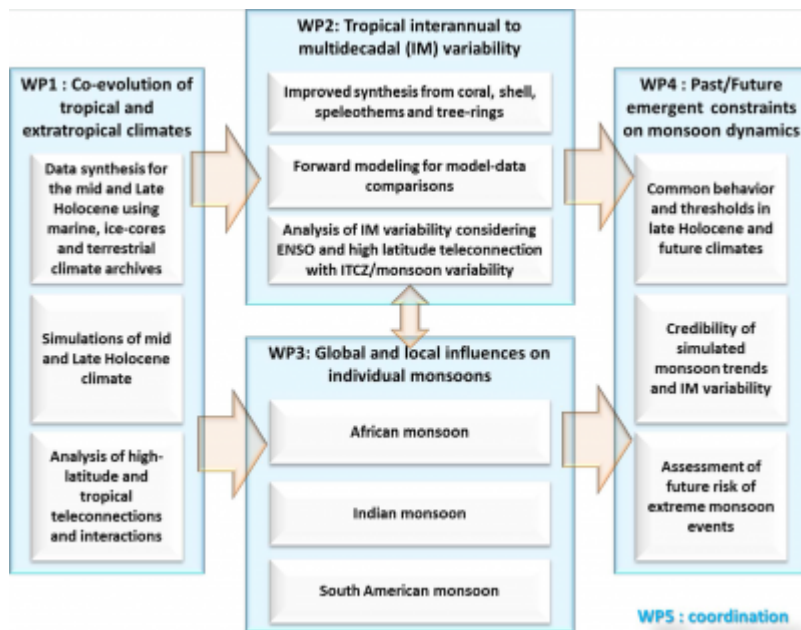 WP1 : Co-evolution of
tropical and
extratropical climates
Data synthesis for
the mid and Late
Holocene using
marine, ice-cores
and terrestrial
climate archives
Simulations of mid
and Late Holocene
climate
Analysis of high-
latitude and
tropical
teleconnections
and interactions
WP2: Tropical interannual to
multidecadal (IM) variability
Improved synthesis from coral, shell,
speleothems and tree-rings
Forward modeling for model-data
comparisons
Analysis of IM variability considering
ENSO and high latitude teleconnection
with ITCZ/monsoon variability
WP3: Global and local influences on
individual monsoons
African monsoon
Indian monsoon
South American monsoon
WP4: Past/Future
emergent constraints
on monsoon dynamics
Common behavior
and thresholds in
late Holocene and
future climates
Credibility of
simulated
monsoon trends
and IM variability
Assessment of
future risk of
extreme monsoon
events
WP5 : coordination